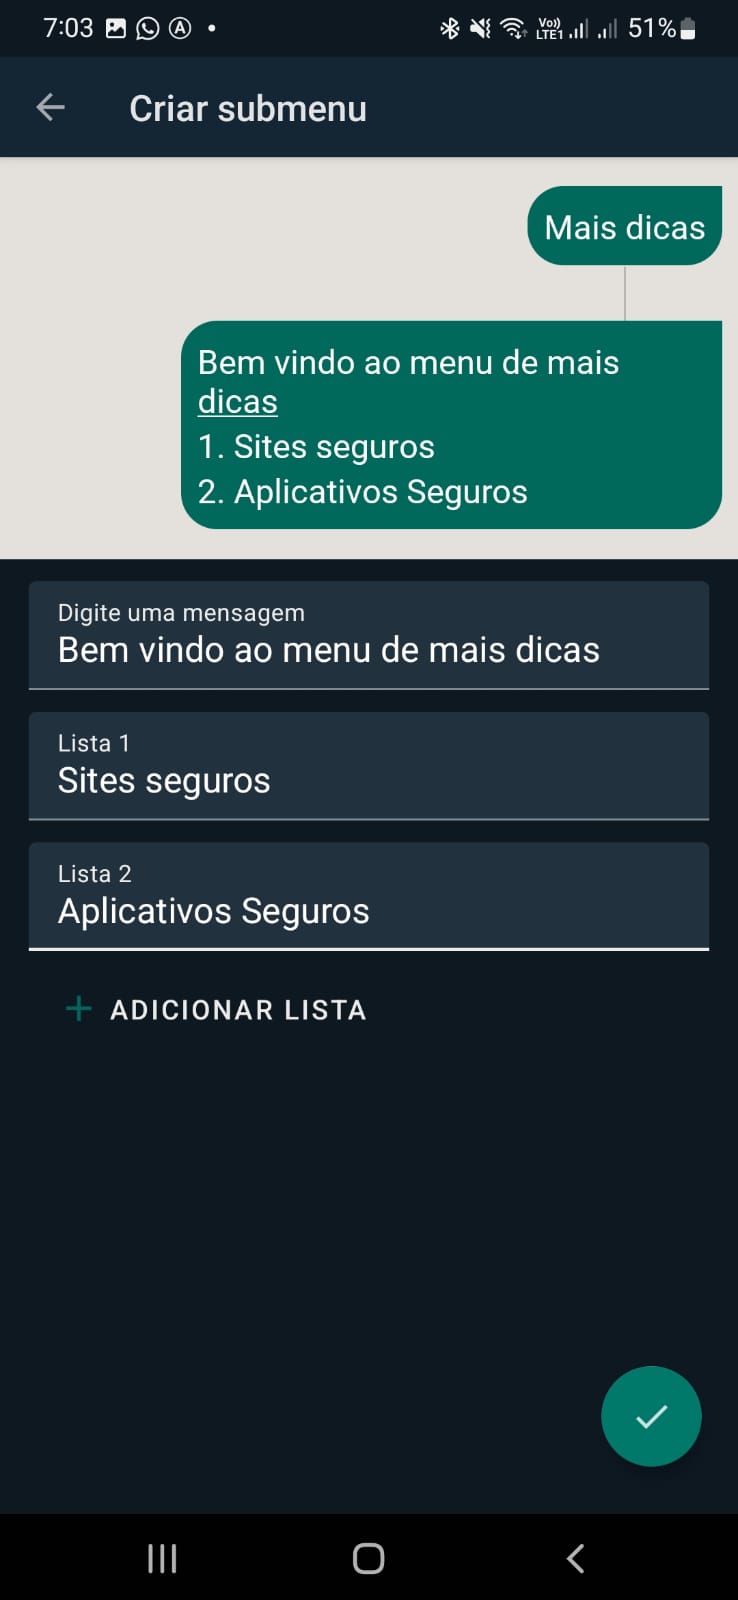 7:03
Vo)) LTE1 51%
Criar submenu
Mais dicas
Bem vindo ao menu de mais
dicas
1. Sites seguros
2. Aplicativos Seguros
Digite uma mensagem
Bem vindo ao menu de mais dicas
Lista 1
Sites seguros
Lista 2
Aplicativos Seguros
+ ADICIONAR LISTA